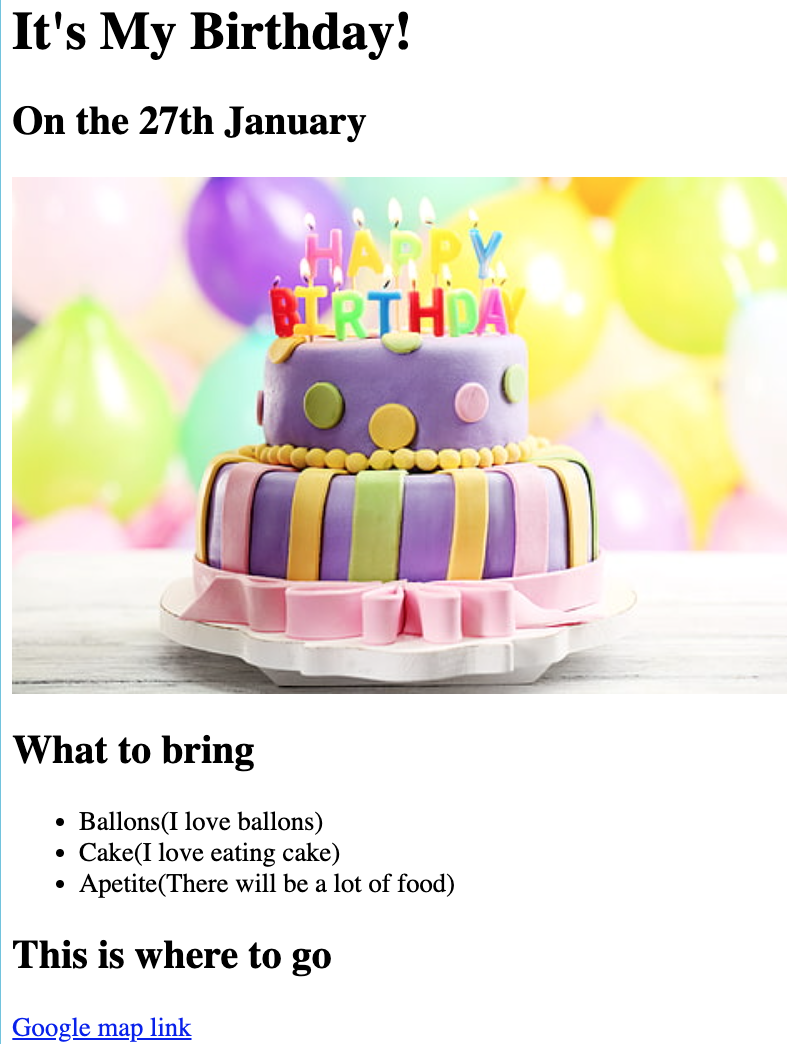 It's My Birthday!
On the 27th January
HAPPY
BIRTHDAY
What to bring
Ballons(I love ballons)
Cake(I love eating cake)
Apetite(There will be a lot of food)
This is where to go
Google map link